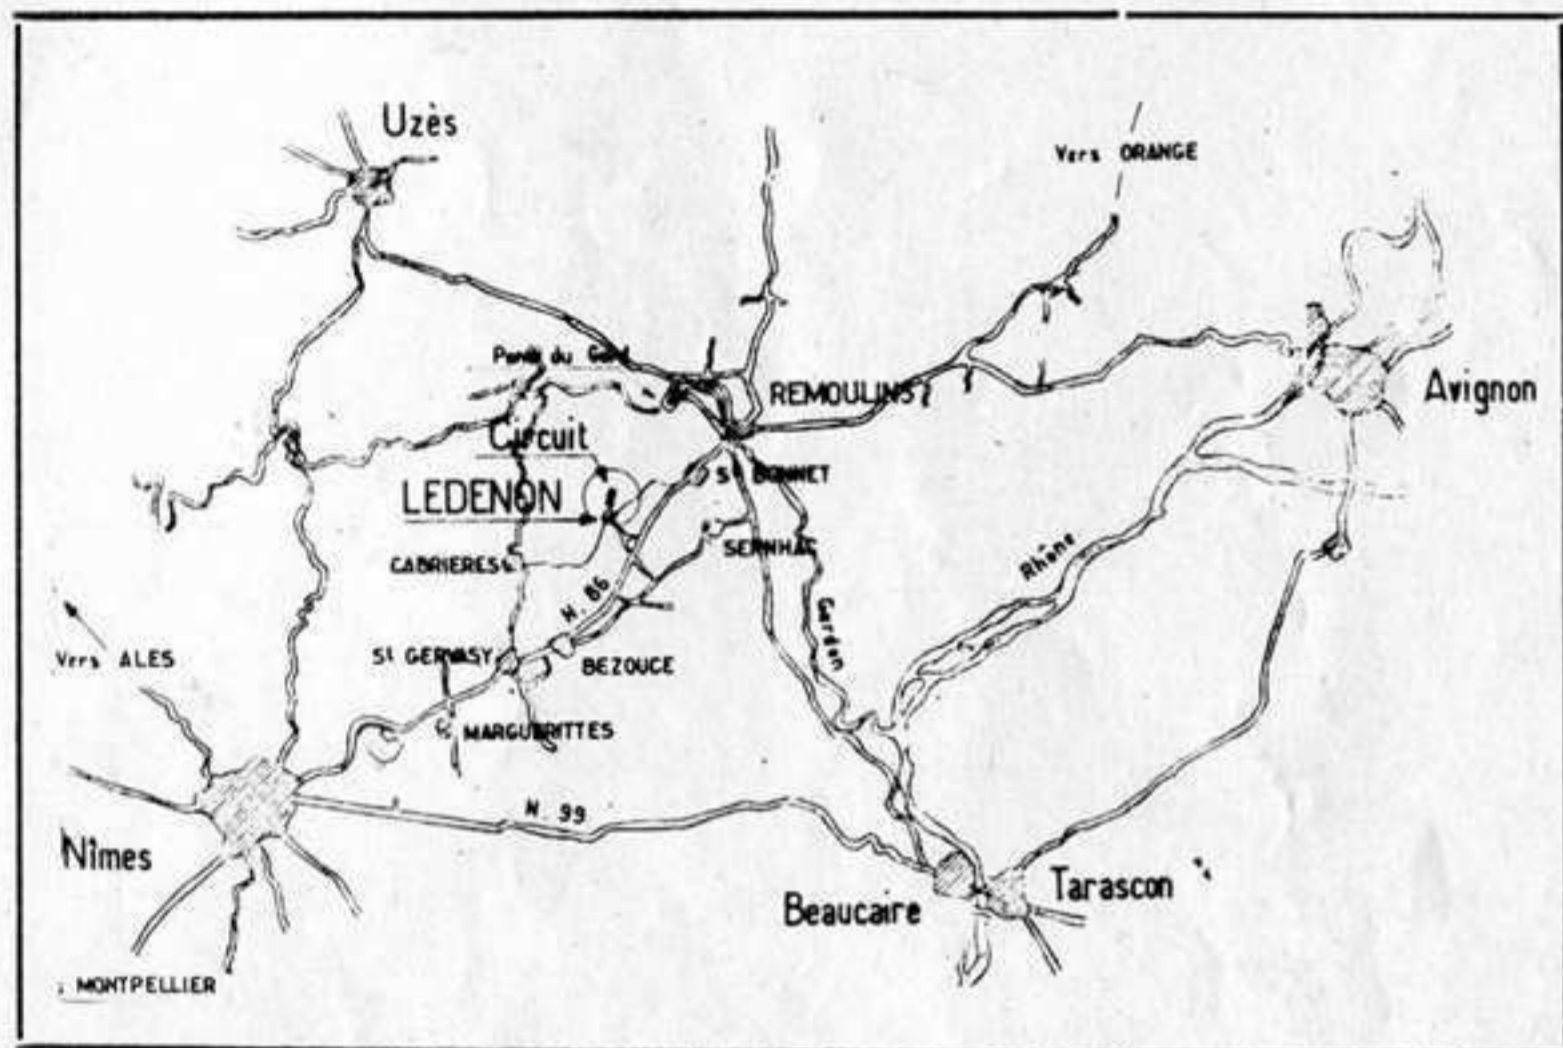 Uzès
Vers ORANGE
Pont du Gard
REMOULINS
Avignon
Circuit
St BONNET
LEDENON
SERNHAC
CABRIERES
Rhône
N. 86
Gardon
Vers ALES
St GERVASY
BEZOUCE
MARGUERITTES
N. 99
Nîmes
Tarascon
Beaucaire
MONTPELLIER